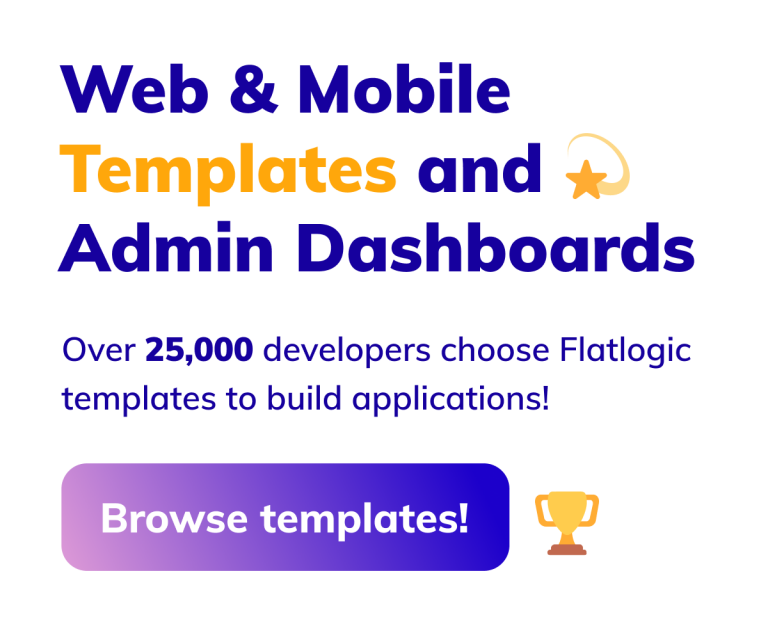 Web & Mobile
Templates and
Admin Dashboards
Over 25,000 developers choose Flatlogic
templates to build applications!
Browse templates!